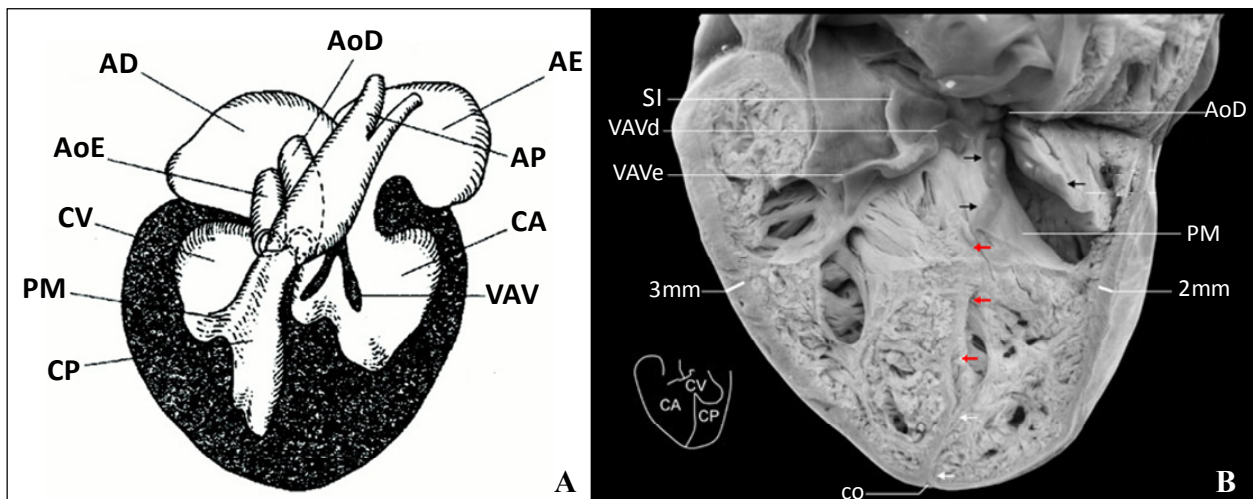 AoD
AD
AE
AoE
AP
CV
CA
PM
VAV
CP
A
SI
VAVd
AoD
VAVe
PM
3mm
2mm
CV
CA
CP
co
B